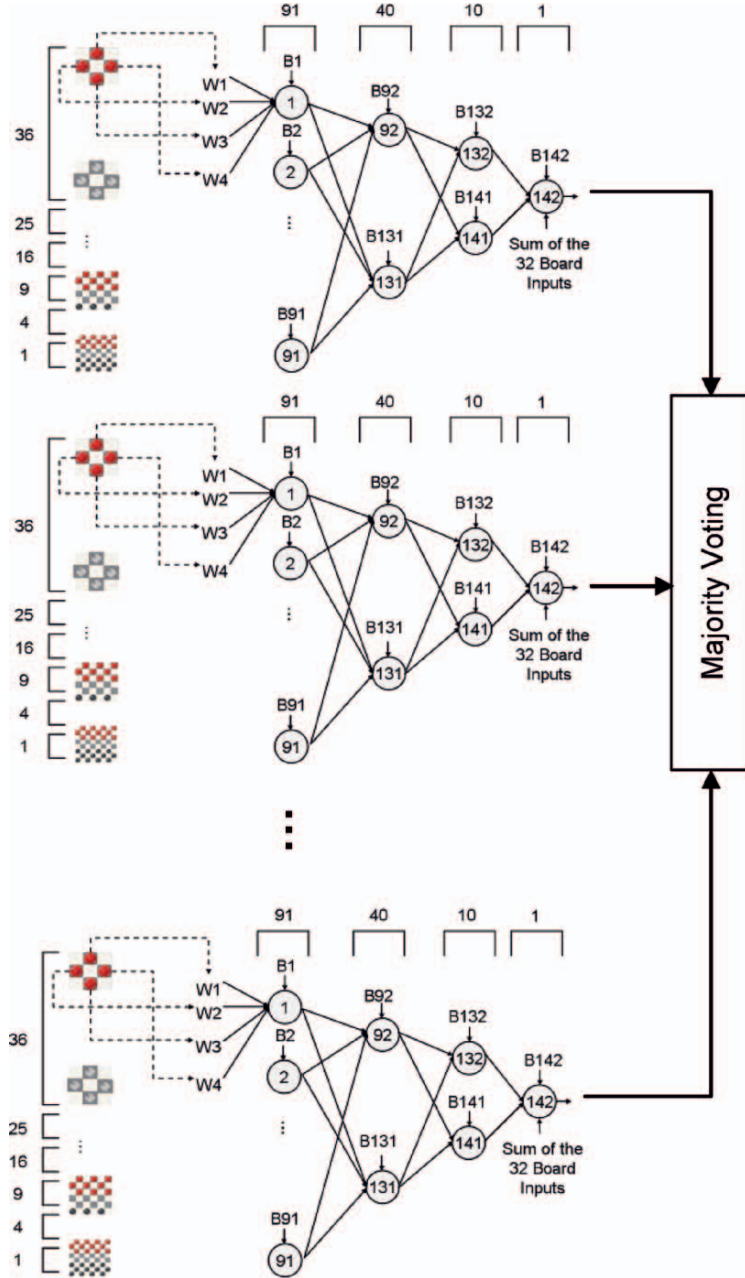 91 40 10 1
B1
W1
1
B92
36
W2
B2
92
B132
W3
132
B142
2
W4
142
B141
25
...
B131
141
Sum of the
32 Board
Inputs
16
...
131
9
B91
4
91
1
91 40 10 1
B1
W1
1
B92
W2
36
B2
92
B132
W3
132
B142
2
W4
142
B141
25
...
B131
141
Sum of the
32 Board
Inputs
16
...
131
9
B91
4
91
1
Majority Voting
...
91 40 10 1
B1
W1
1
B92
W2
36
B2
92
B132
W3
132
B142
2
W4
142
B141
25
...
B131
141
Sum of the
32 Board
Inputs
16
...
131
9
B91
4
91
1